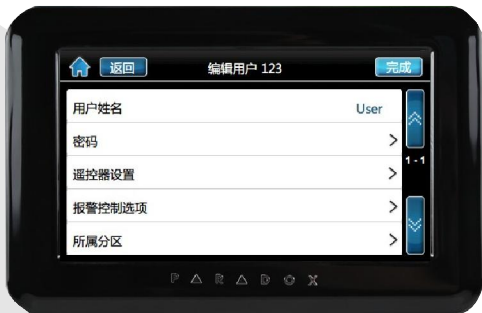 返回 编辑用户 123 完成
用户姓名 User
密码 >
遥控器设置 >
1-1
报警控制选项 >
所属分区 >
PARADOX